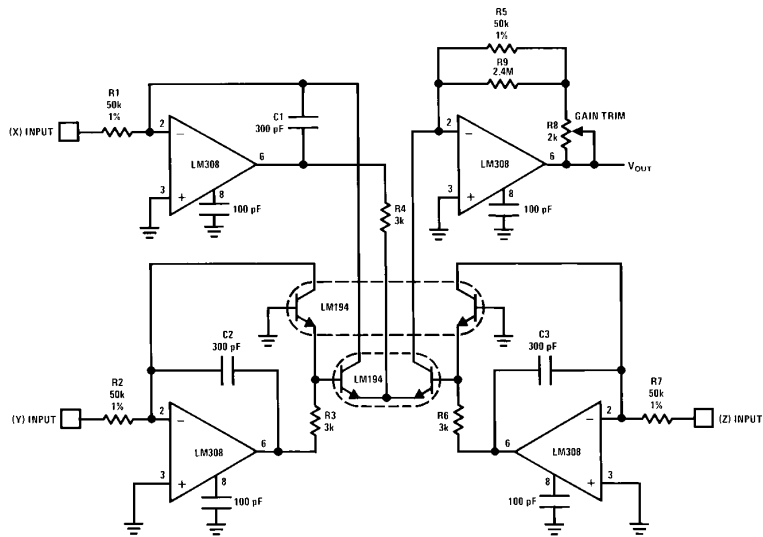 R1
50k
1%
(X) INPUT
2
3
−
+
LM308
6
8
100 pF
C1
300 pF
R4
3k
R5
50k
1%
R9
2.4M
GAIN TRIM
R8
2k
2
3
−
+
LM308
6
8
100 pF
VOUT
LM194
LM194
C2
300 pF
R2
50k
1%
(Y) INPUT
2
3
−
+
LM308
6
8
100 pF
R3
3k
R6
3k
C3
300 pF
R7
50k
1%
(Z) INPUT
2
3
−
+
LM308
6
8
100 pF